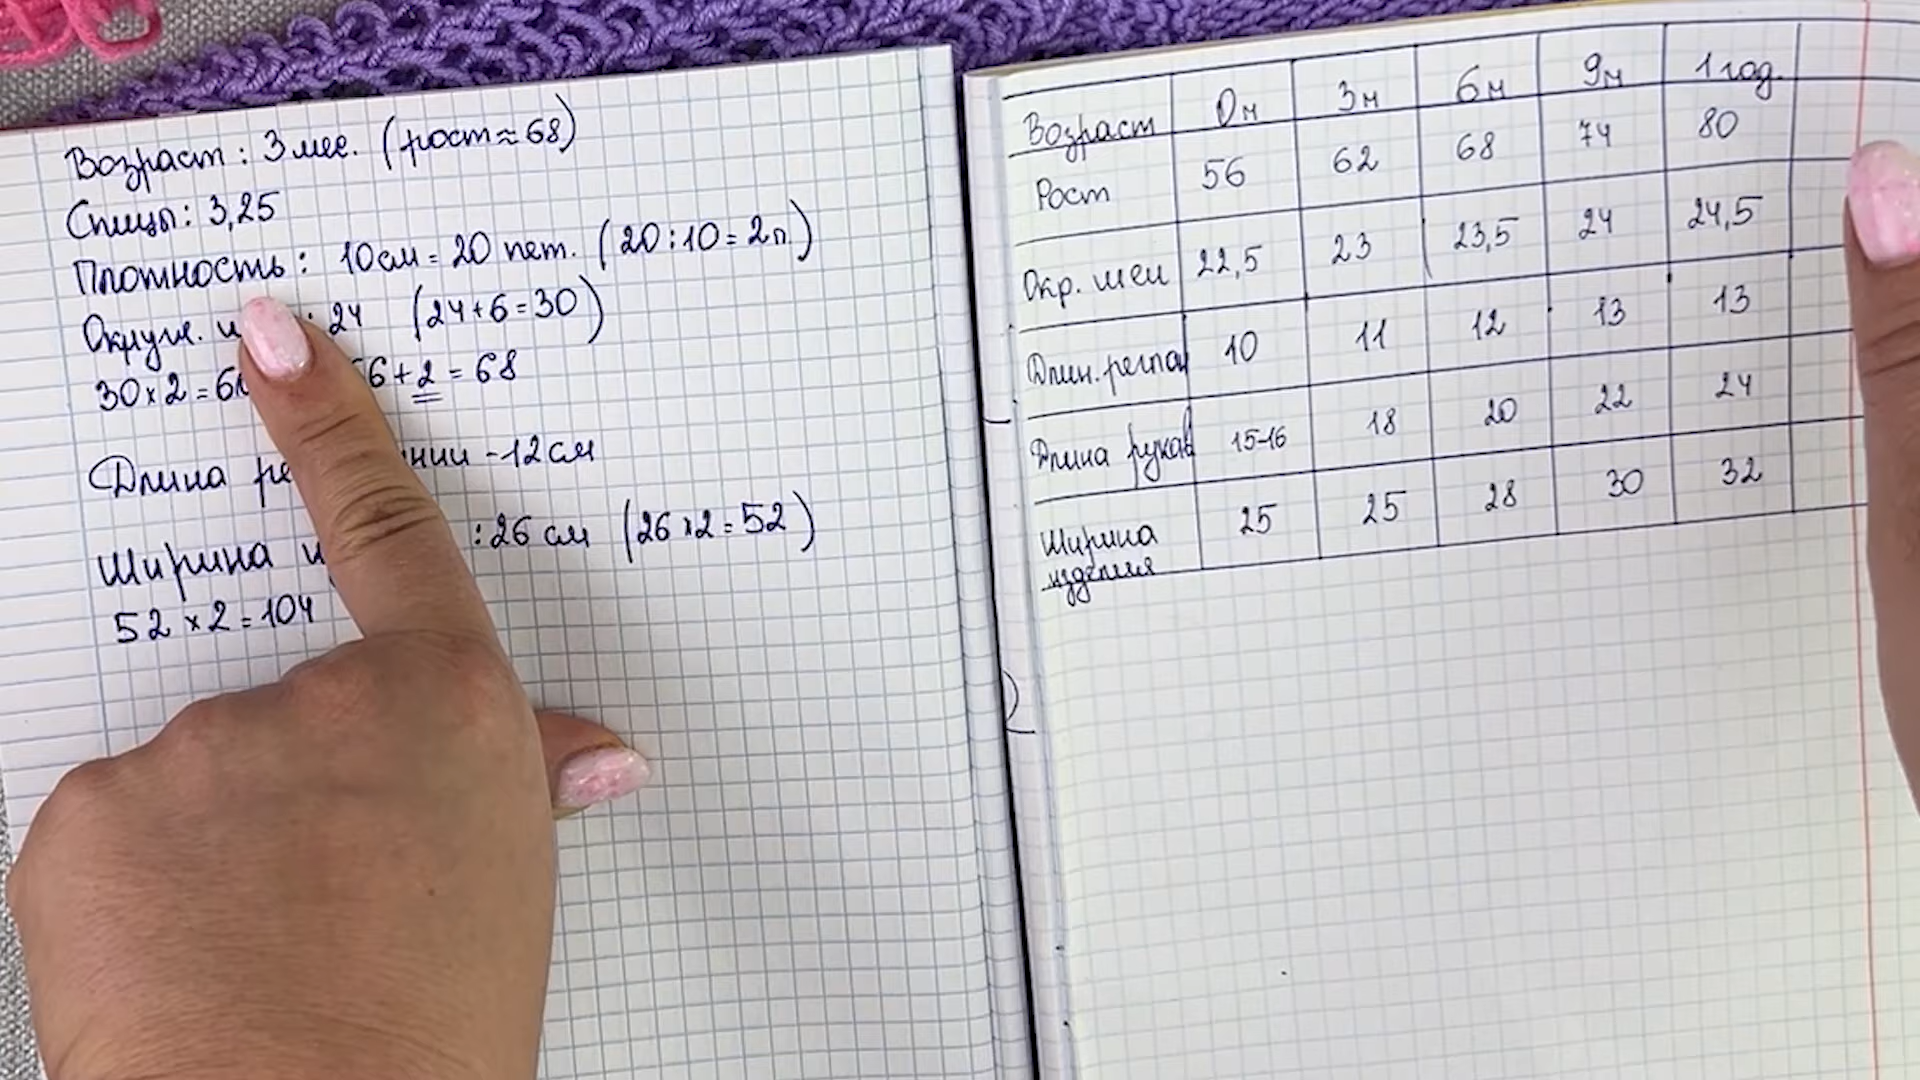 Возраст: 3 мес. (рост ≈ 68)
Спицы: 3,25
Плотность: 10 см = 20 пет. (20:10=2п.)
Окруж. : 24 (24+6=30)
30×2=6 6+2=68
Длина ре нии - 12 см
Ширина и : 26 см (26×2=52)
52×2=104
Возраст 0м 3м 6м 9м 1 год.
Рост 56 62 68 74 80
Окр. шеи 22,5 23 23,5 24 24,5
Длин. реглан 10 11 12 13 13
Длина рукав 15-16 18 20 22 24
Ширина изделия 25 25 28 30 32